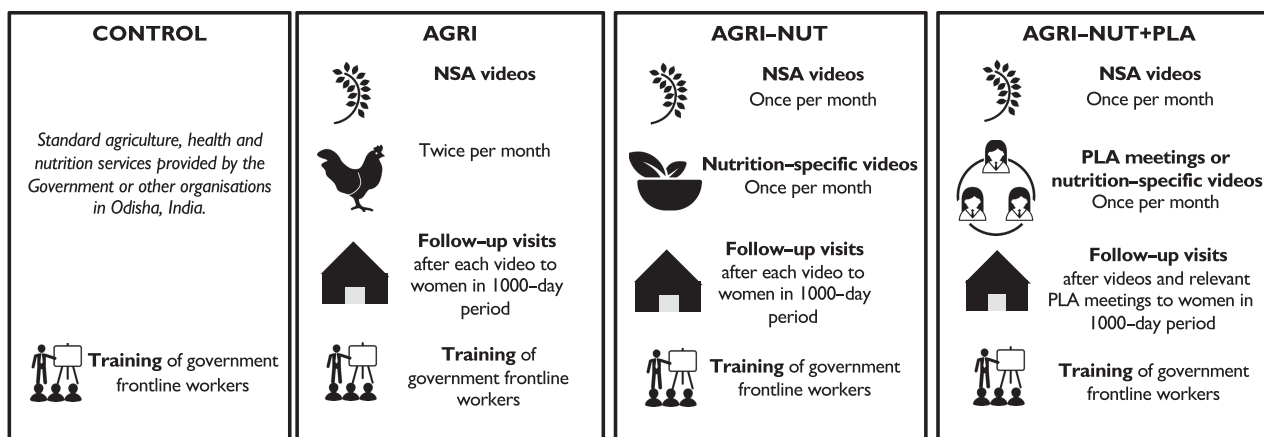 CONTROL
Standard agriculture, health and
nutrition services provided by the
Government or other organisations
in Odisha, India.
Training of government
frontline workers
AGRI
NSA videos
Twice per month
Follow-up visits
after each video to
women in 1000–day
period
Training of
government frontline
workers
AGRI–NUT
NSA videos
Once per month
Nutrition–specific videos
Once per month
Follow-up visits
after each video to
women in 1000–day
period
Training of government
frontline workers
AGRI–NUT+PLA
NSA videos
Once per month
PLA meetings or
nutrition–specific videos
Once per month
Follow-up visits
after videos and relevant
PLA meetings to women in
1000–day period
Training of government
frontline workers